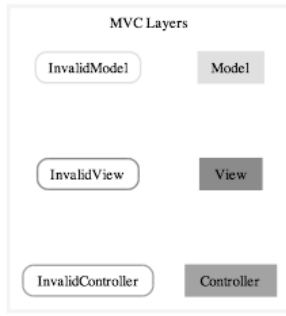 MVC Layers
InvalidModel Model
InvalidView View
InvalidController Controller